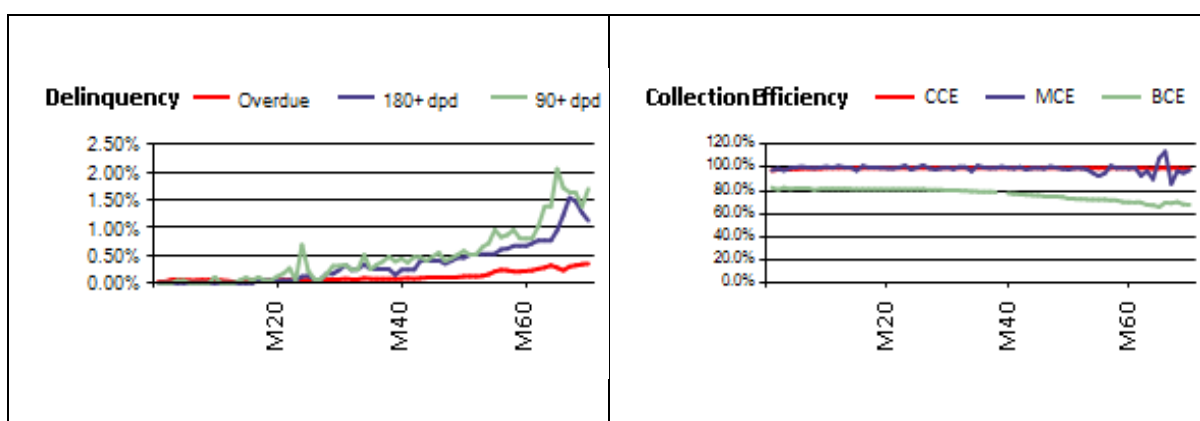 Delinquency Overdue 180+ dpd 90+ dpd
2.50%
2.00%
1.50%
1.00%
0.50%
0.00%
M20
M40
M60
CollectionEfficiency CCE MCE BCE
120.0%
100.0%
80.0%
60.0%
40.0%
20.0%
0.0%
M20
M40
M60